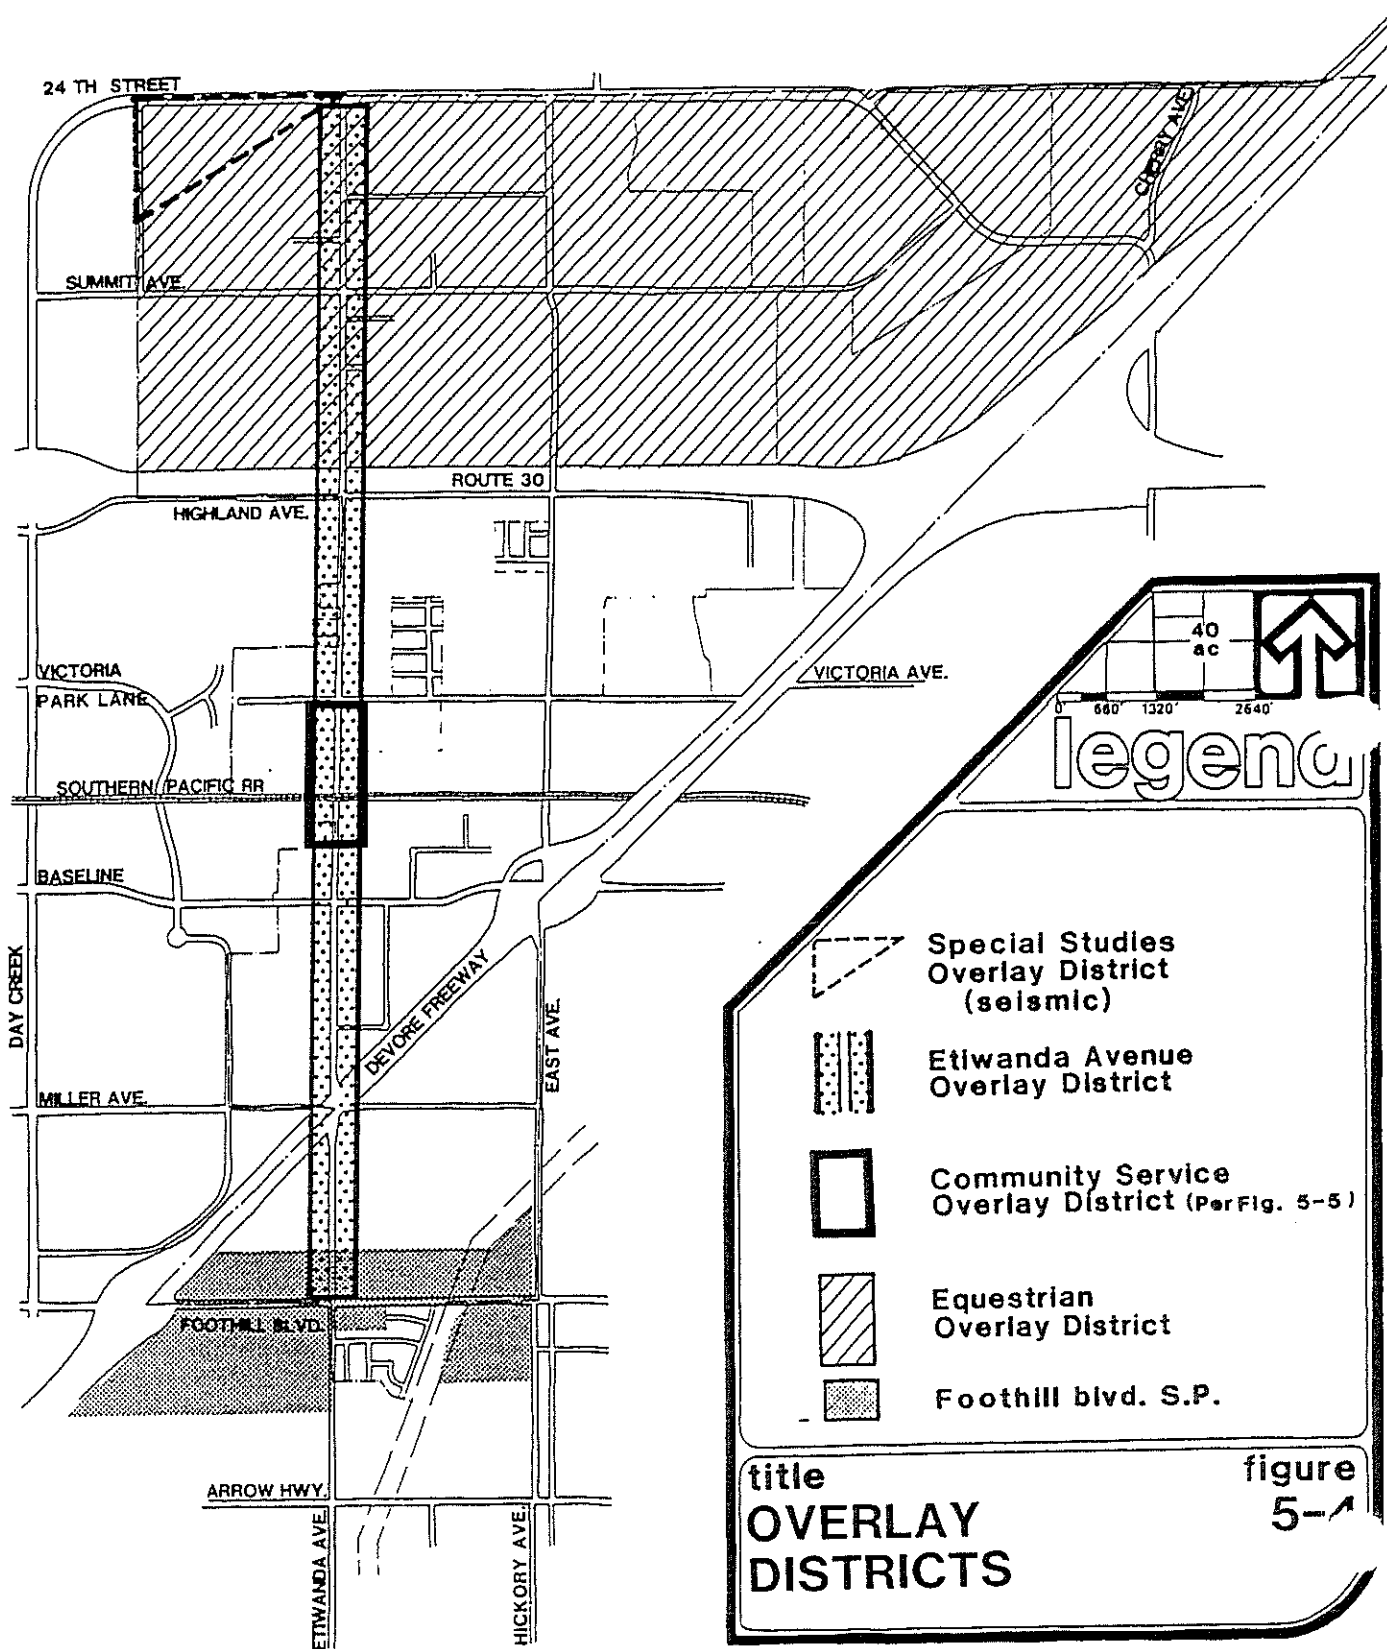 24 TH STREET
CHERRY AVE
SUMMIT AVE.
ROUTE 30
HIGHLAND AVE.
VICTORIA
PARK LANE
VICTORIA AVE.
SOUTHERN PACIFIC RR
BASELINE
DAY CREEK
DEVORE FREEWAY
EAST AVE.
MILLER AVE.
FOOTHILL BLVD.
ARROW HWY.
ETIWANDA AVE.
HICKORY AVE.
40
ac
0' 660' 1320' 2640'
legend
Special Studies
Overlay District
(seismic)
Etiwanda Avenue
Overlay District
Community Service
Overlay District (Per Fig. 5-5)
Equestrian
Overlay District
Foothill blvd. S.P.
title
OVERLAY
DISTRICTS
figure
5-